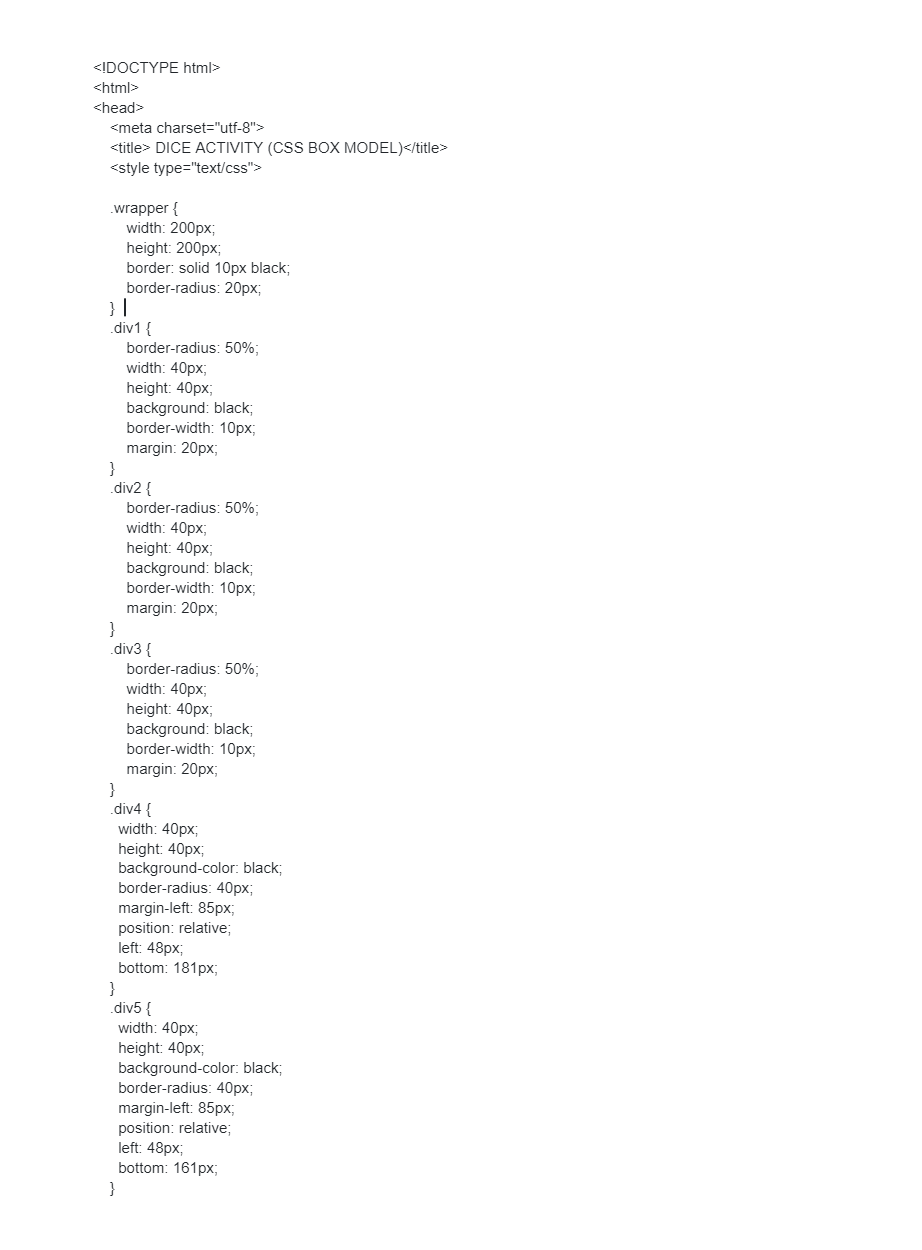 <!DOCTYPE html>
<html>
<head>
<meta charset="utf-8">
<title> DICE ACTIVITY (CSS BOX MODEL)</title>
<style type="text/css">
.wrapper {
width: 200px;
height: 200px;
border: solid 10px black;
border-radius: 20px;
}
.div1 {
border-radius: 50%;
width: 40px;
height: 40px;
background: black;
border-width: 10px;
margin: 20px;
}
.div2 {
border-radius: 50%;
width: 40px;
height: 40px;
background: black;
border-width: 10px;
margin: 20px;
}
.div3 {
border-radius: 50%;
width: 40px;
height: 40px;
background: black;
border-width: 10px;
margin: 20px;
}
.div4 {
width: 40px;
height: 40px;
background-color: black;
border-radius: 40px;
margin-left: 85px;
position: relative;
left: 48px;
bottom: 181px;
}
.div5 {
width: 40px;
height: 40px;
background-color: black;
border-radius: 40px;
margin-left: 85px;
position: relative;
left: 48px;
bottom: 161px;
}